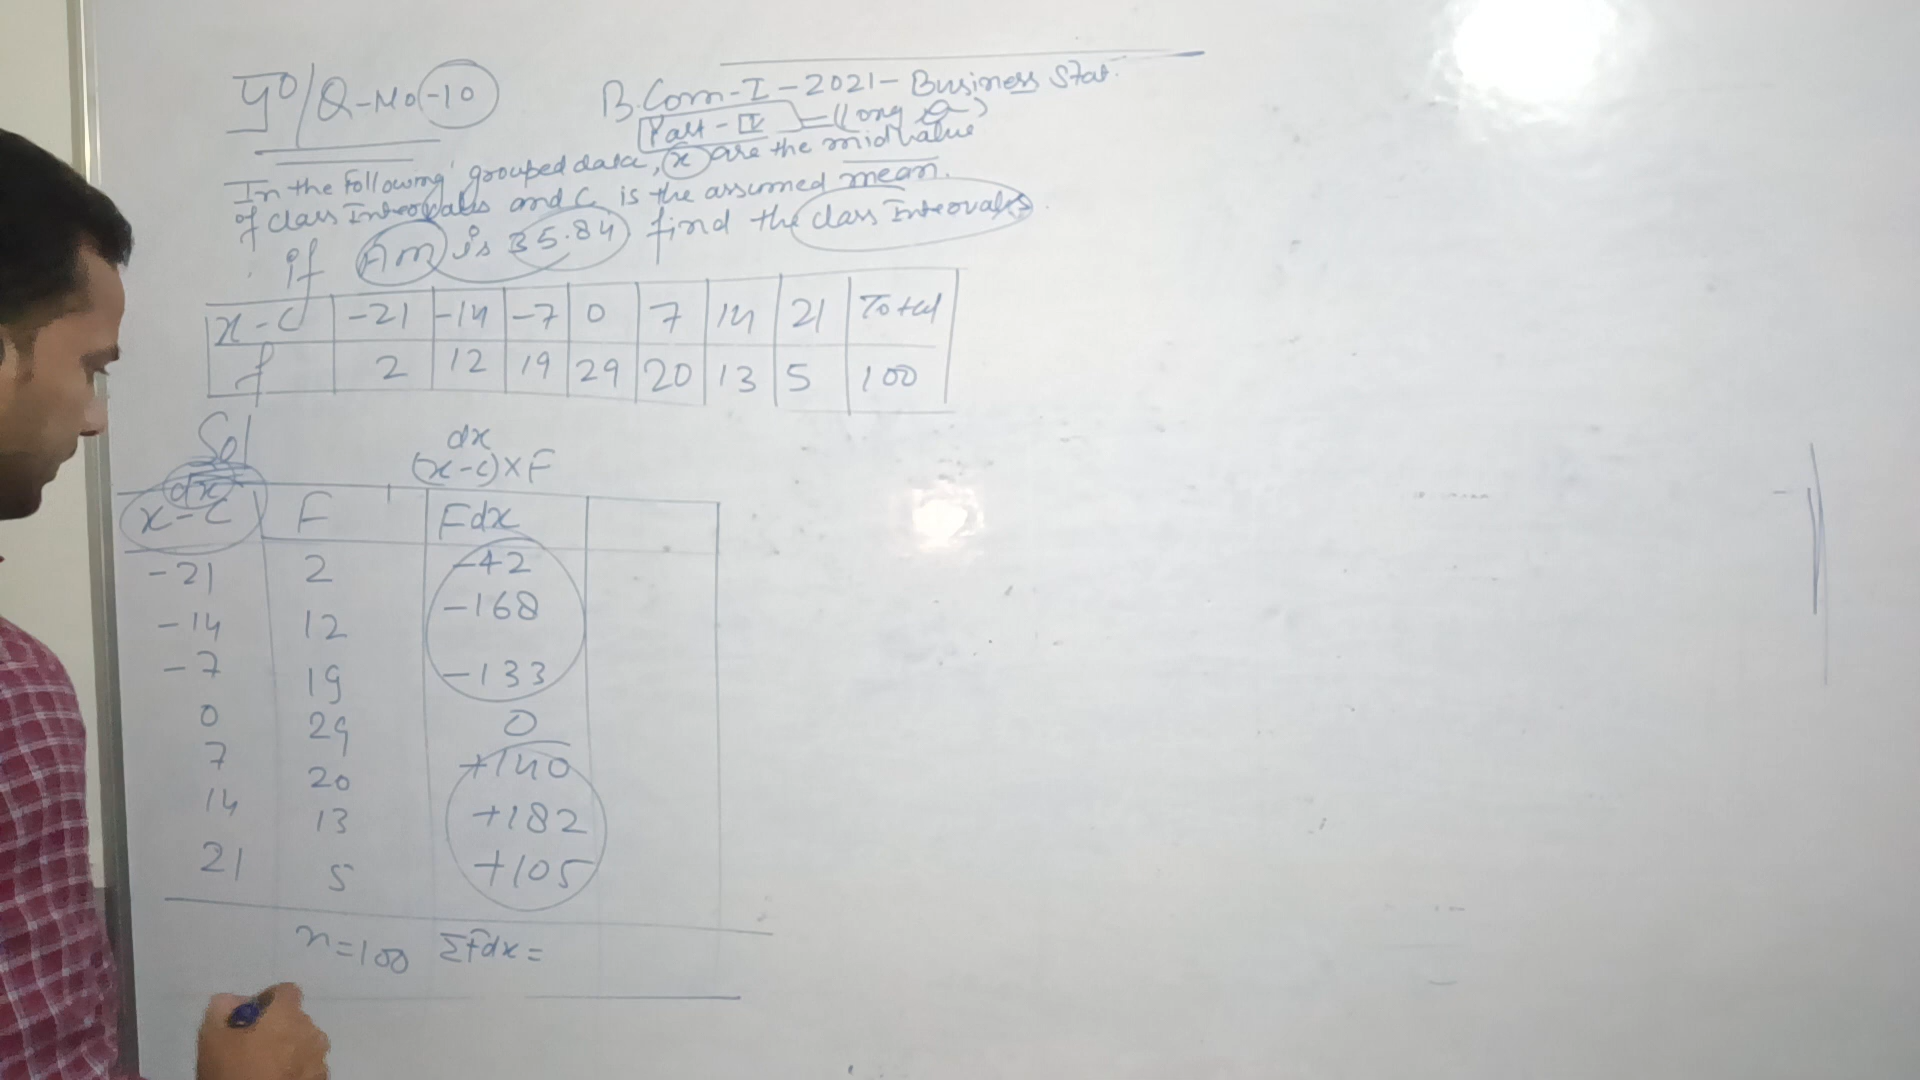 Q-No-10
B.Com-I-2021-Business Stat.
Part-IV = (long Q)
In the following grouped data, x are the midvalue
of class Intervals and C is the assumed mean.
if Am is 35.84 find the class Intervals
x-c -21 -14 -7 0 7 14 21 Total
f 2 12 19 29 20 13 5 100
Sol
dx
(x-c)×F
dx
x-c F Fdx
-21 2 -42
-14 12 -168
-7 19 -133
0 29 0
7 20 +140
14 13 +182
21 5 +105
n=100 ΣFdx=